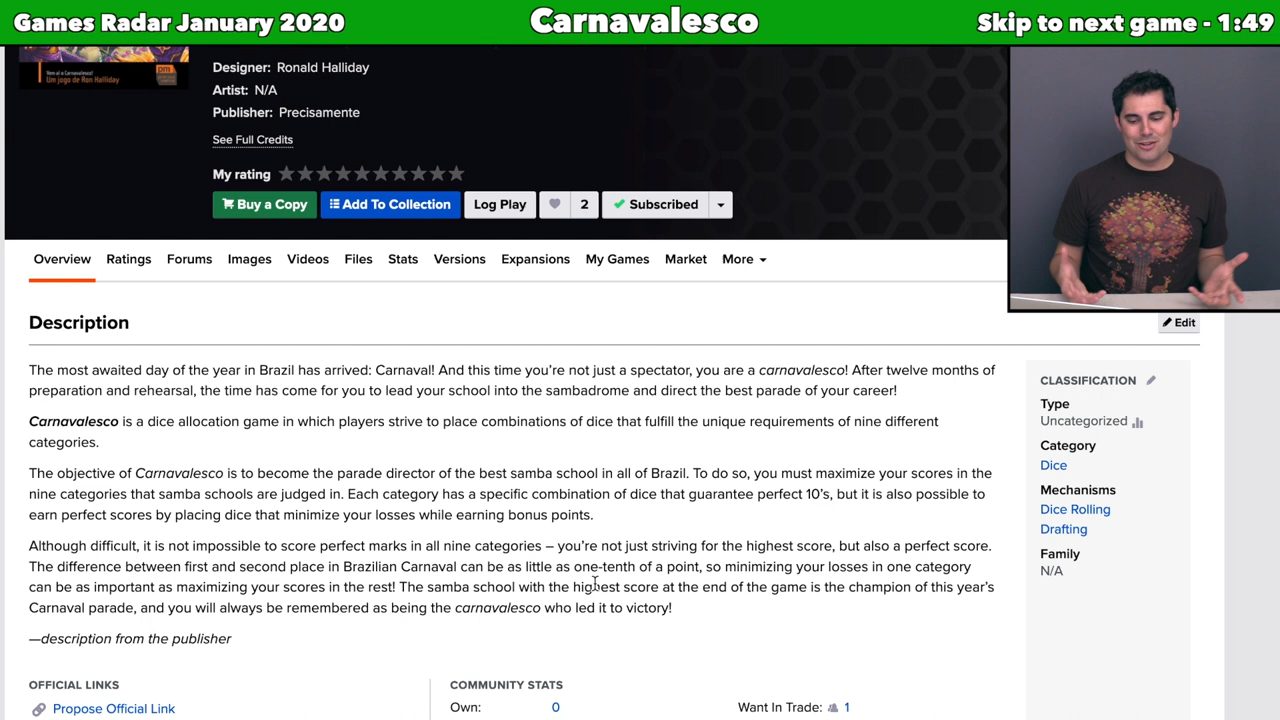 Games Radar January 2020
Carnavalesco
Skip to next game - 1:49
Vem aí a Carnavalesco!
Um jogo de Ron Halliday
Designer: Ronald Halliday
Artist: N/A
Publisher: Precisamente
See Full Credits
My rating
Buy a Copy
Add To Collection
Log Play
2
Subscribed
Overview
Ratings
Forums
Images
Videos
Files
Stats
Versions
Expansions
My Games
Market
More
Description
Edit
The most awaited day of the year in Brazil has arrived: Carnaval! And this time you're not just a spectator, you are a carnavalesco! After twelve months of
preparation and rehearsal, the time has come for you to lead your school into the sambadrome and direct the best parade of your career!
Carnavalesco is a dice allocation game in which players strive to place combinations of dice that fulfill the unique requirements of nine different
categories.
The objective of Carnavalesco is to become the parade director of the best samba school in all of Brazil. To do so, you must maximize your scores in the
nine categories that samba schools are judged in. Each category has a specific combination of dice that guarantee perfect 10's, but it is also possible to
earn perfect scores by placing dice that minimize your losses while earning bonus points.
Although difficult, it is not impossible to score perfect marks in all nine categories – you're not just striving for the highest score, but also a perfect score.
The difference between first and second place in Brazilian Carnaval can be as little as one-tenth of a point, so minimizing your losses in one category
can be as important as maximizing your scores in the rest! The samba school with the highest score at the end of the game is the champion of this year's
Carnaval parade, and you will always be remembered as being the carnavalesco who led it to victory!
—description from the publisher
CLASSIFICATION
Type
Uncategorized
Category
Dice
Mechanisms
Dice Rolling
Drafting
Family
N/A
OFFICIAL LINKS
Propose Official Link
COMMUNITY STATS
Own: 0
Want In Trade: 1